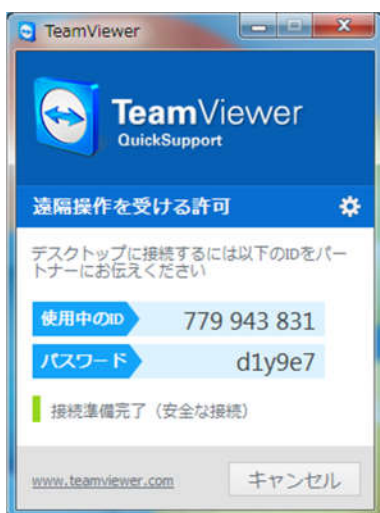 TeamViewer
TeamViewer
QuickSupport
遠隔操作を受ける許可
デスクトップに接続するには以下のIDをパー
トナーにお伝えください
使用中のID 779 943 831
パスワード d1y9e7
接続準備完了（安全な接続）
www.teamviewer.com キャンセル